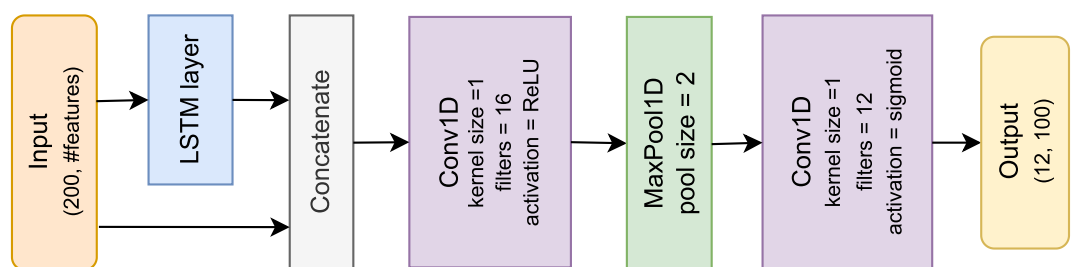 Input
(200, #features)
LSTM layer
Concatenate
Conv1D
kernel size =1
filters = 16
activation = ReLU
MaxPool1D
pool size = 2
Conv1D
kernel size =1
filters = 12
activation = sigmoid
Output
(12, 100)